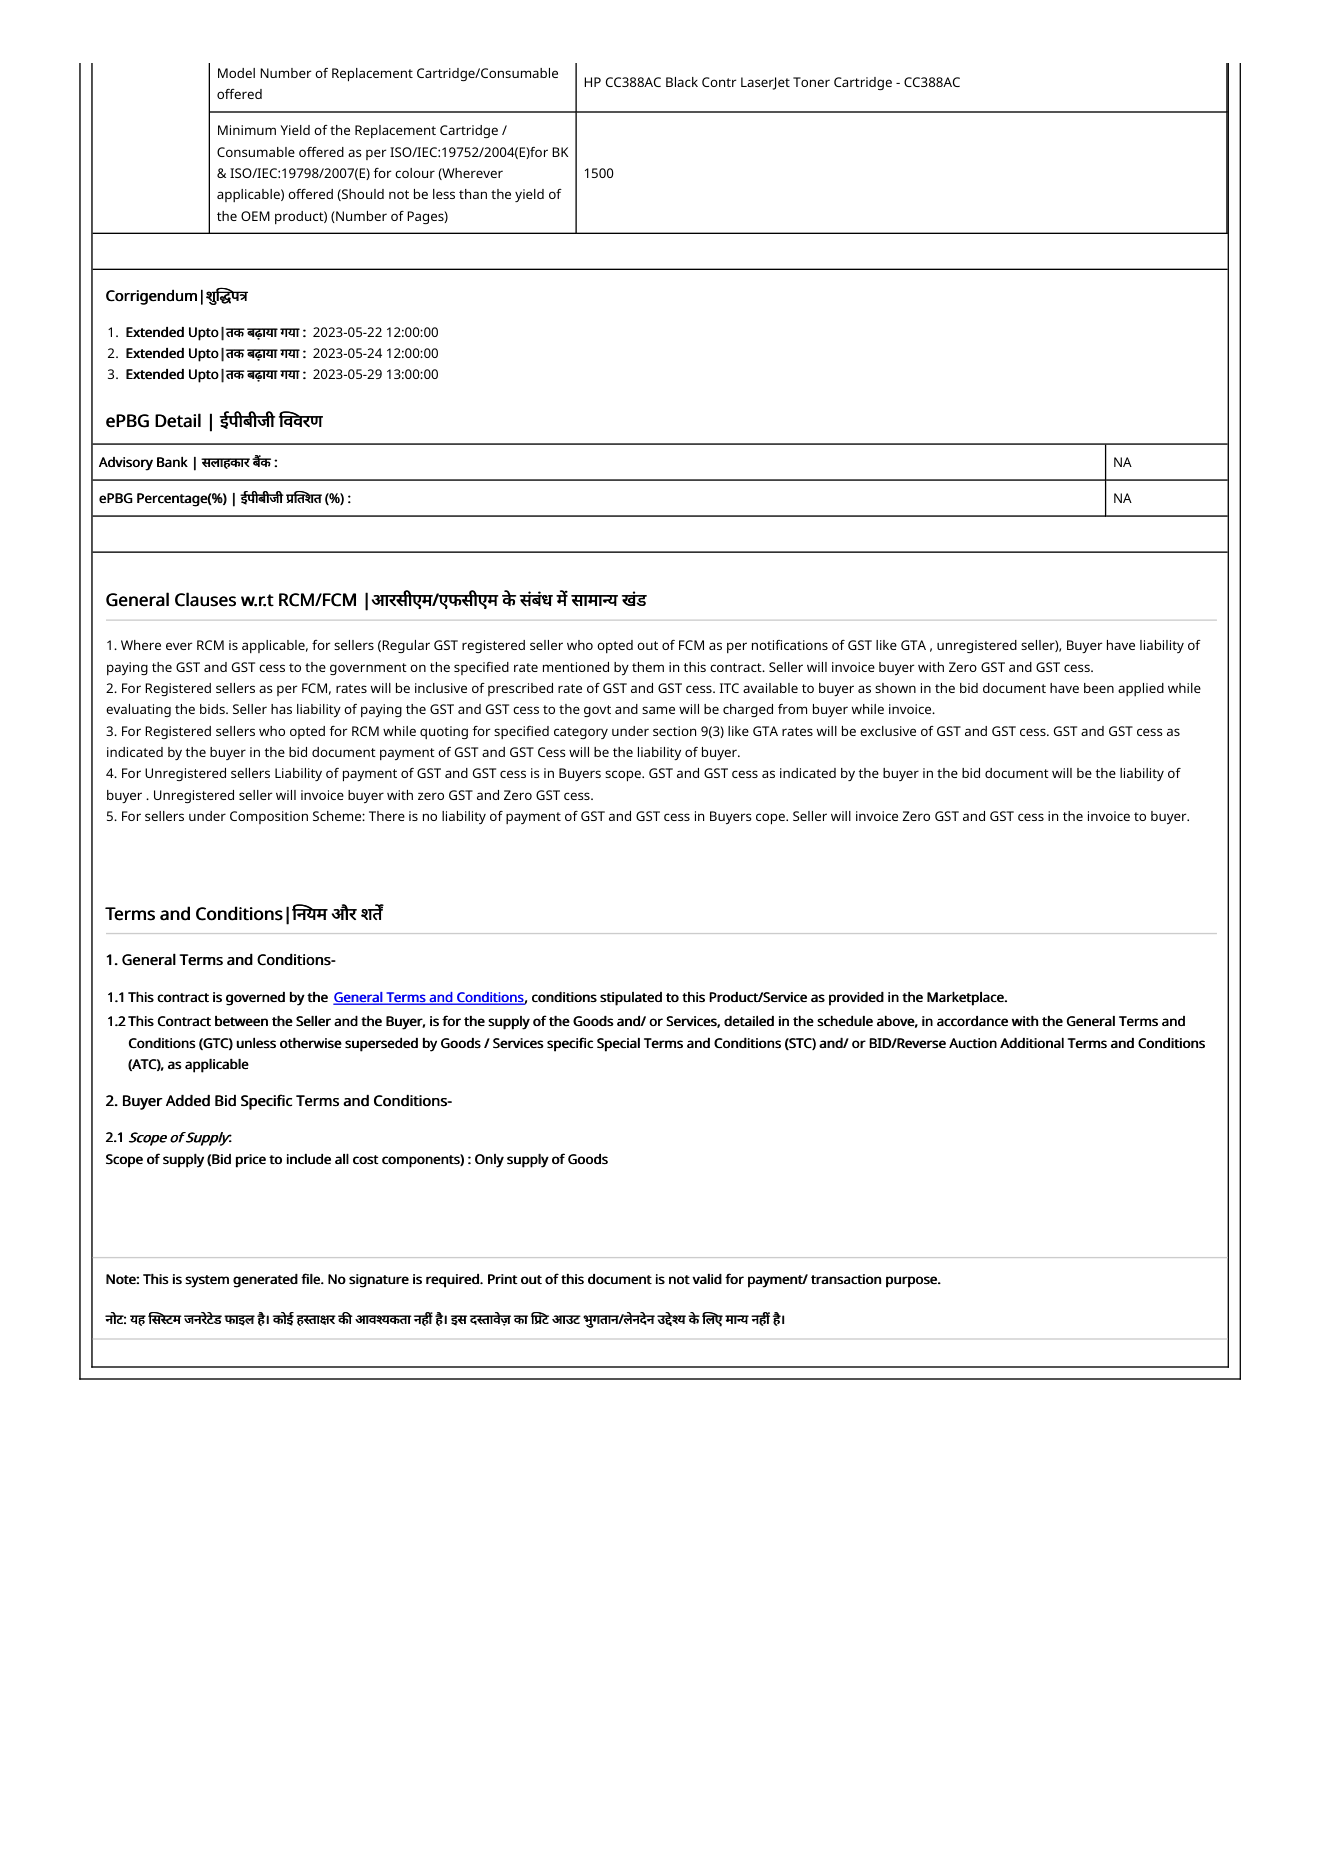 Model Number of Replacement Cartridge/Consumable
offered
HP CC388AC Black Contr LaserJet Toner Cartridge - CC388AC
Minimum Yield of the Replacement Cartridge /
Consumable offered as per ISO/IEC:19752/2004(E)for BK
& ISO/IEC:19798/2007(E) for colour (Wherever
applicable) offered (Should not be less than the yield of
the OEM product) (Number of Pages)
1500
Corrigendum|शुद्धिपत्र
1. Extended Upto|तक बढ़ाया गया : 2023-05-22 12:00:00
2. Extended Upto|तक बढ़ाया गया : 2023-05-24 12:00:00
3. Extended Upto|तक बढ़ाया गया : 2023-05-29 13:00:00
ePBG Detail | ईपीबीजी विवरण
Advisory Bank | सलाहकार बैंक : NA
ePBG Percentage(%) | ईपीबीजी प्रतिशत (%) : NA
General Clauses w.r.t RCM/FCM |आरसीएम/एफसीएम के संबंध में सामान्य खंड
1. Where ever RCM is applicable, for sellers (Regular GST registered seller who opted out of FCM as per notifications of GST like GTA , unregistered seller), Buyer have liability of
paying the GST and GST cess to the government on the specified rate mentioned by them in this contract. Seller will invoice buyer with Zero GST and GST cess.
2. For Registered sellers as per FCM, rates will be inclusive of prescribed rate of GST and GST cess. ITC available to buyer as shown in the bid document have been applied while
evaluating the bids. Seller has liability of paying the GST and GST cess to the govt and same will be charged from buyer while invoice.
3. For Registered sellers who opted for RCM while quoting for specified category under section 9(3) like GTA rates will be exclusive of GST and GST cess. GST and GST cess as
indicated by the buyer in the bid document payment of GST and GST Cess will be the liability of buyer.
4. For Unregistered sellers Liability of payment of GST and GST cess is in Buyers scope. GST and GST cess as indicated by the buyer in the bid document will be the liability of
buyer . Unregistered seller will invoice buyer with zero GST and Zero GST cess.
5. For sellers under Composition Scheme: There is no liability of payment of GST and GST cess in Buyers cope. Seller will invoice Zero GST and GST cess in the invoice to buyer.
Terms and Conditions|नियम और शर्तें
1. General Terms and Conditions-
1.1 This contract is governed by the General Terms and Conditions, conditions stipulated to this Product/Service as provided in the Marketplace.
1.2 This Contract between the Seller and the Buyer, is for the supply of the Goods and/ or Services, detailed in the schedule above, in accordance with the General Terms and
Conditions (GTC) unless otherwise superseded by Goods / Services specific Special Terms and Conditions (STC) and/ or BID/Reverse Auction Additional Terms and Conditions
(ATC), as applicable
2. Buyer Added Bid Specific Terms and Conditions-
2.1 Scope of Supply:
Scope of supply (Bid price to include all cost components) : Only supply of Goods
Note: This is system generated file. No signature is required. Print out of this document is not valid for payment/ transaction purpose.
नोट: यह सिस्टम जनरेटेड फाइल है। कोई हस्ताक्षर की आवश्यकता नहीं है। इस दस्तावेज़ का प्रिंट आउट भुगतान/लेनदेन उद्देश्य के लिए मान्य नहीं है।